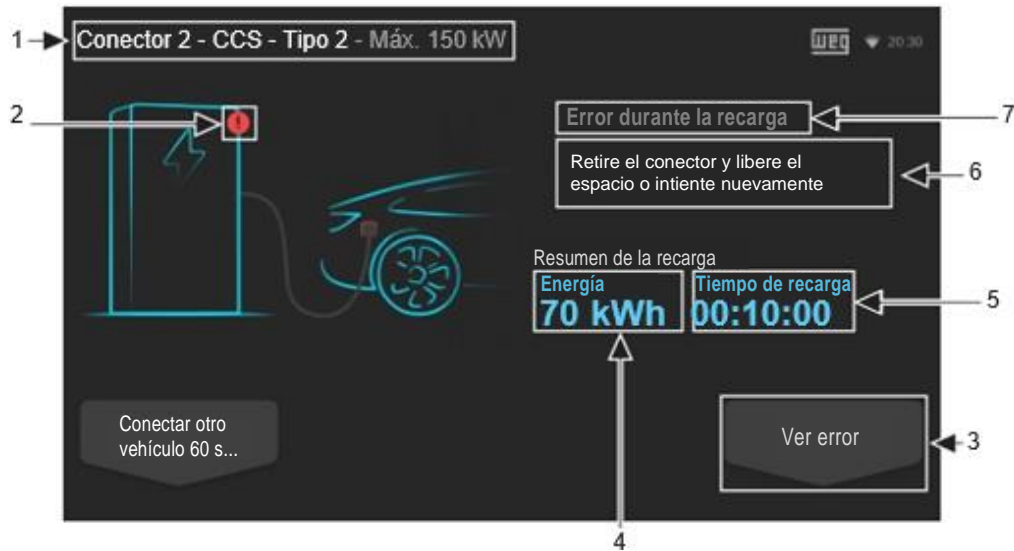 1
Conector 2 - CCS - Tipo 2 - Máx. 150 kW
weg
20:30
2
Error durante la recarga
7
Retire el conector y libere el
espacio o intiente nuevamente
6
Resumen de la recarga
Energía
70 kWh
Tiempo de recarga
00:10:00
5
Conectar otro
vehículo 60 s...
Ver error
3
4